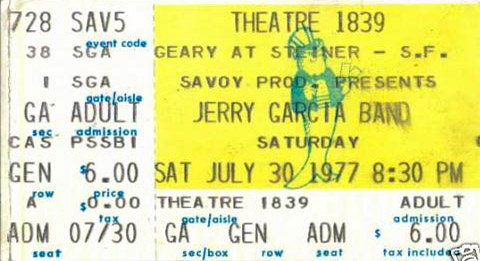 728 SAV5 THEATRE 1839
event code
38 SGA GEARY AT STEINER - S.F.
1 SGA SAVOY PROD. PRESENTS
gate/aisle
GA ADULT JERRY GARCIA BAND
sec admission
CAS PSSB1 SATURDAY
GEN $6.00 SAT JULY 30 1977 8:30 PM
row price
A $0.00 THEATRE 1839 ADULT
tax gate/aisle admission
ADM 07/30 GA GEN ADM $ 6.00
seat sec/box row seat tax included